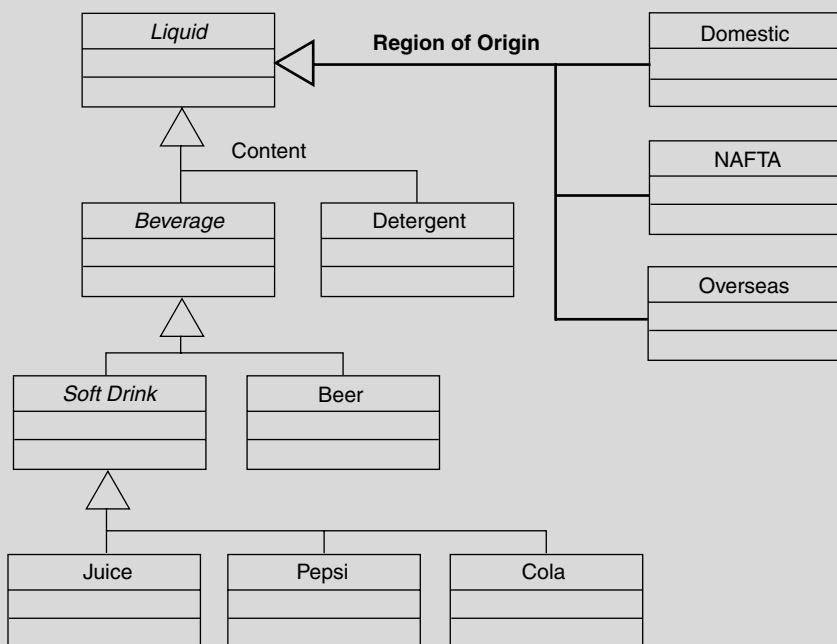 Liquid
Region of Origin
Domestic
Content
NAFTA
Beverage
Detergent
Overseas
Soft Drink
Beer
Juice
Pepsi
Cola